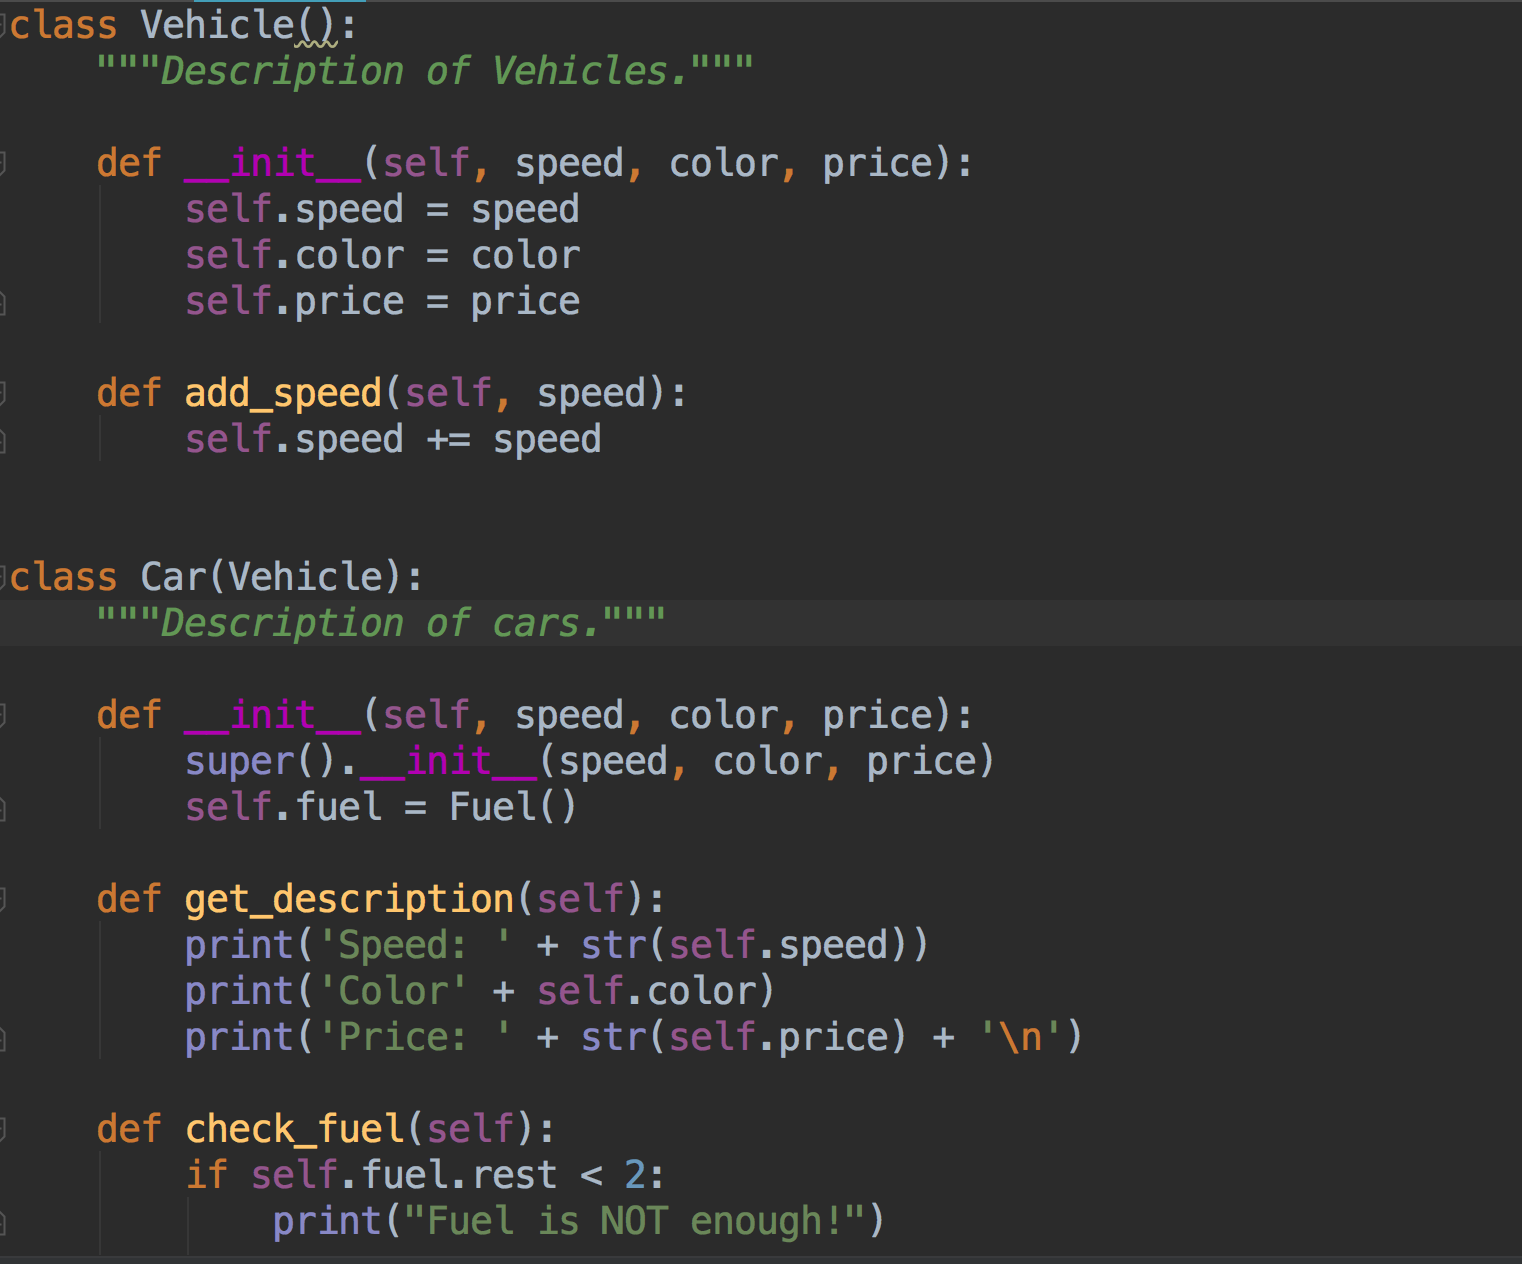 class Vehicle():
    """Description of Vehicles."""
    def __init__(self, speed, color, price):
        self.speed = speed
        self.color = color
        self.price = price
    def add_speed(self, speed):
        self.speed += speed
class Car(Vehicle):
    """Description of cars."""
    def __init__(self, speed, color, price):
        super().__init__(speed, color, price)
        self.fuel = Fuel()
    def get_description(self):
        print('Speed: ' + str(self.speed))
        print('Color' + self.color)
        print('Price: ' + str(self.price) + '\n')
    def check_fuel(self):
        if self.fuel.rest < 2:
            print("Fuel is NOT enough!")